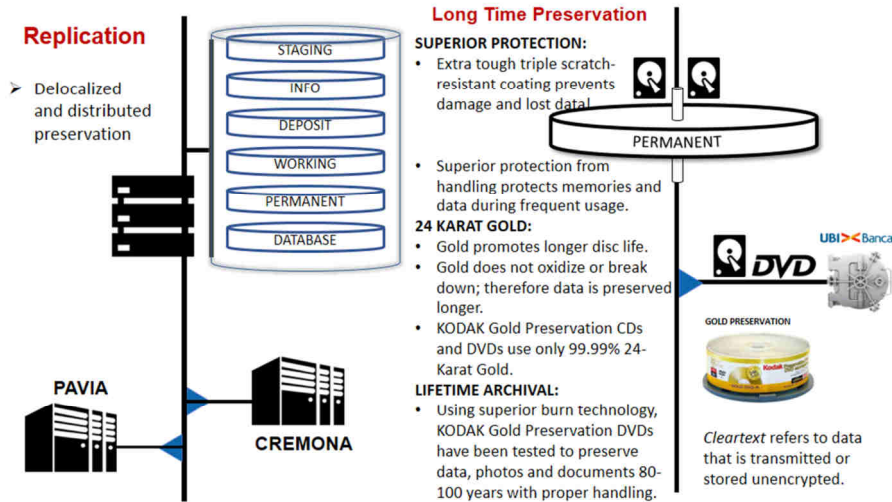 Replication
➢ Delocalized
and distributed
preservation
STAGING
INFO
DEPOSIT
WORKING
PERMANENT
DATABASE
PAVIA
CREMONA
Long Time Preservation
SUPERIOR PROTECTION:
• Extra tough triple scratch-
resistant coating prevents
damage and lost data!
• Superior protection from
handling protects memories and
data during frequent usage.
24 KARAT GOLD:
• Gold promotes longer disc life.
• Gold does not oxidize or break
down; therefore data is preserved
longer.
• KODAK Gold Preservation CDs
and DVDs use only 99.99% 24-
Karat Gold.
LIFETIME ARCHIVAL:
• Using superior burn technology,
KODAK Gold Preservation DVDs
have been tested to preserve
data, photos and documents 80-
100 years with proper handling.
PERMANENT
UBI Banca
DVD
GOLD PRESERVATION
Kodak
Cleartext refers to data
that is transmitted or
stored unencrypted.